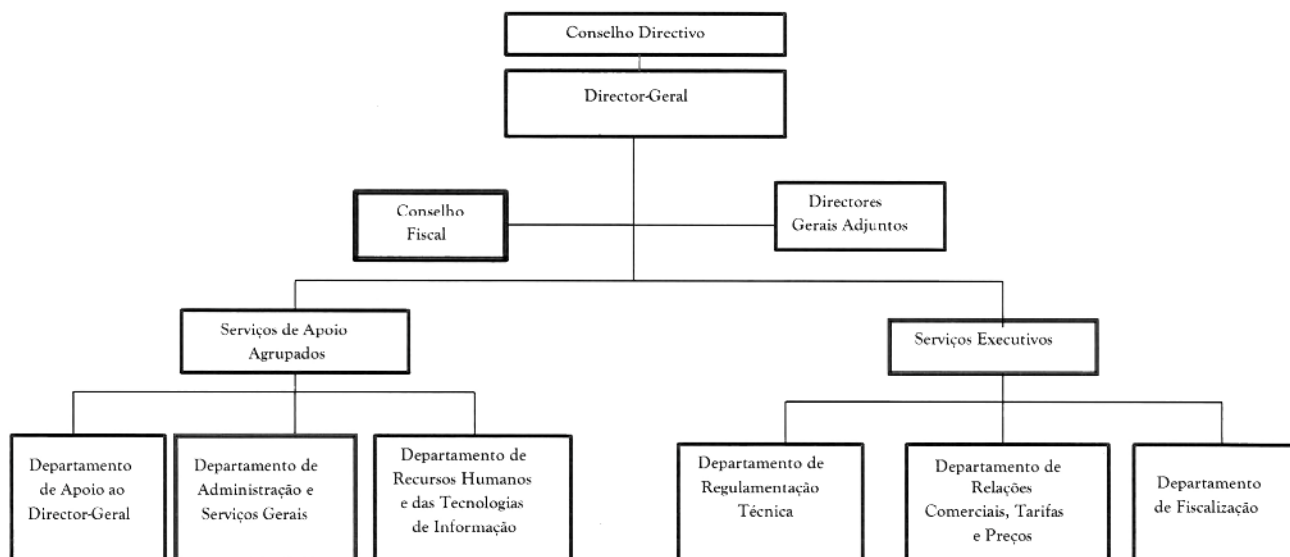 Conselho Directivo
Director-Geral
Conselho
Fiscal
Directores
Gerais Adjuntos
Serviços de Apoio
Agrupados
Serviços Executivos
Departamento
de Apoio ao
Director-Geral
Departamento de
Administração e
Serviços Gerais
Departamento de
Recursos Humanos
e das Tecnologias
de Informação
Departamento de
Regulamentação
Técnica
Departamento de
Relações
Comerciais, Tarifas
e Preços
Departamento
de Fiscalização